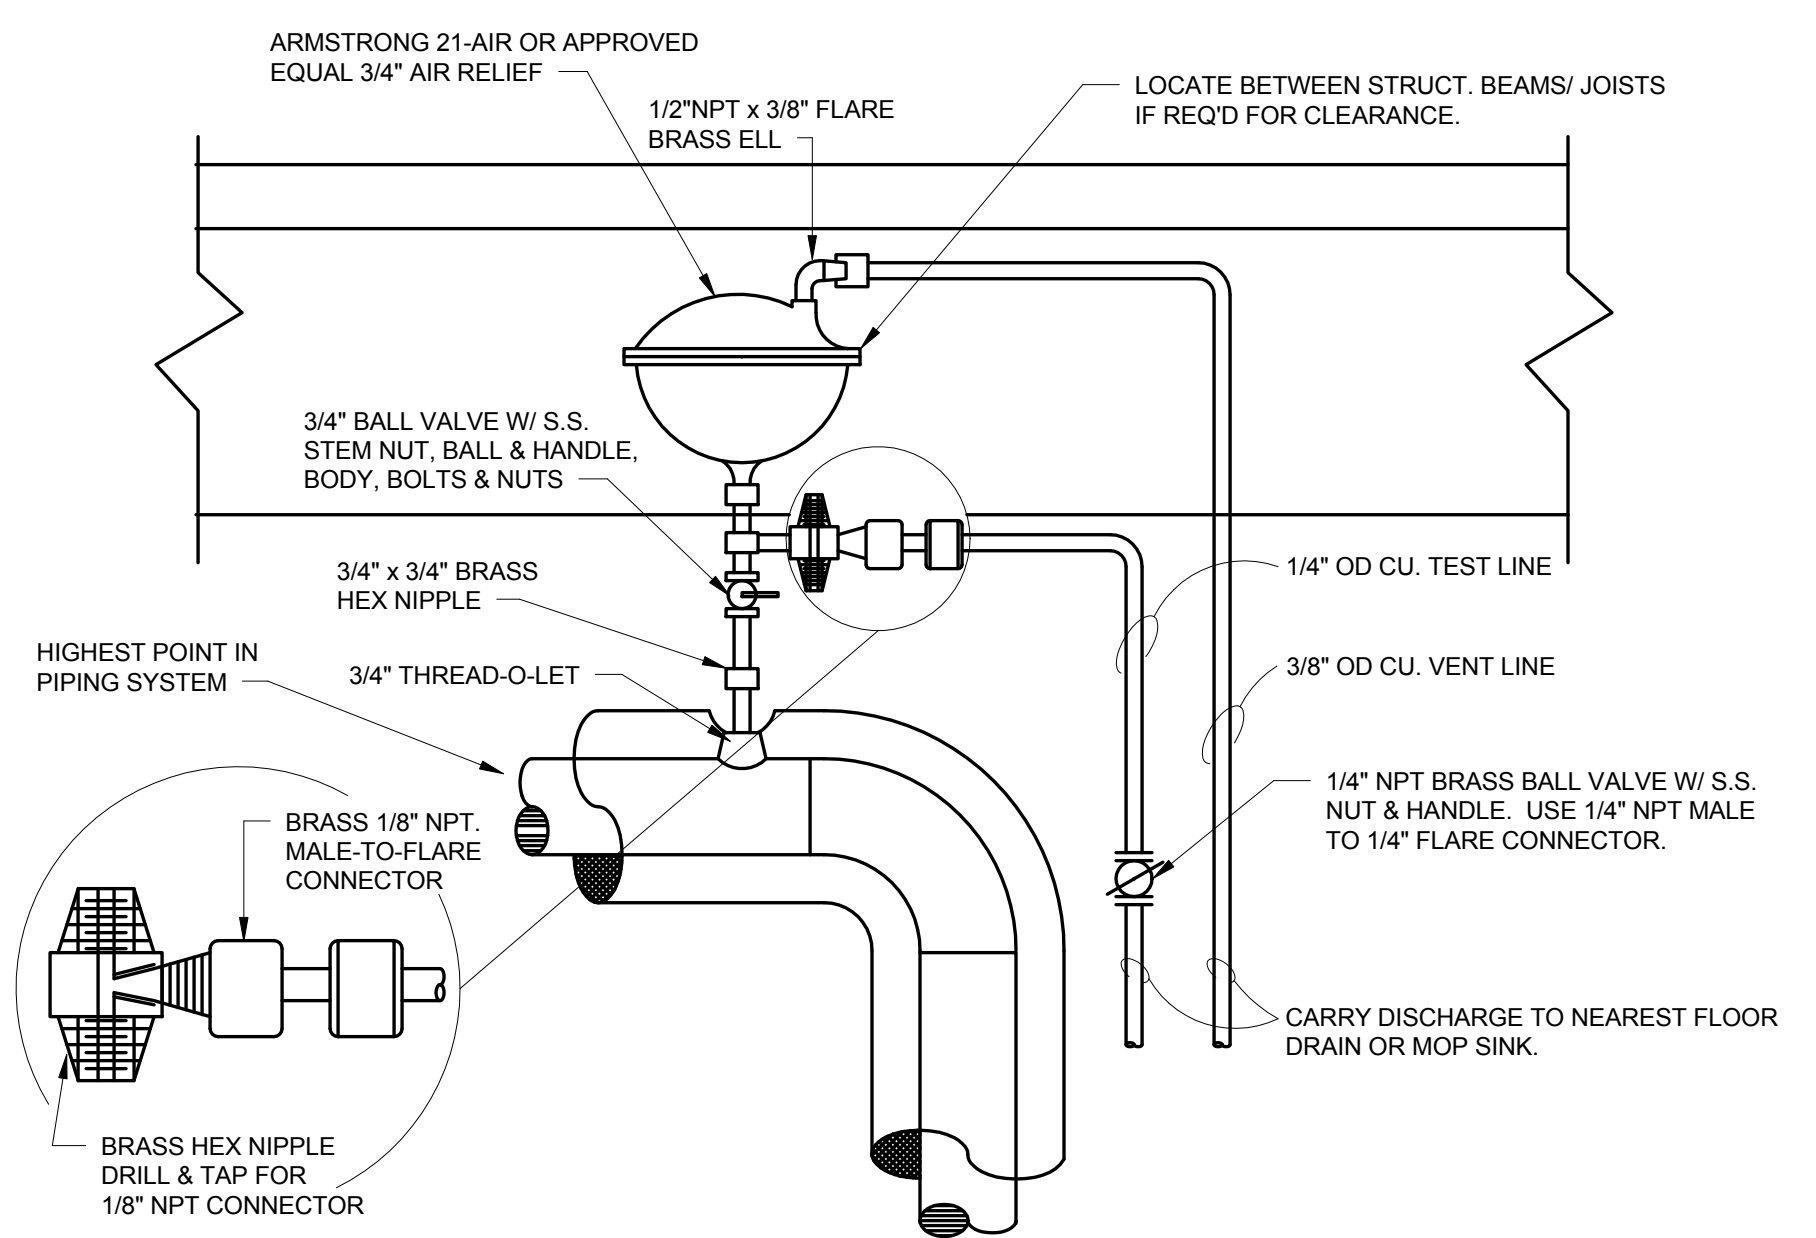 ARMSTRONG 21-AIR OR APPROVED
EQUAL 3/4" AIR RELIEF
1/2"NPT x 3/8" FLARE
BRASS ELL
LOCATE BETWEEN STRUCT. BEAMS/ JOISTS
IF REQ'D FOR CLEARANCE.
3/4" BALL VALVE W/ S.S.
STEM NUT, BALL & HANDLE,
BODY, BOLTS & NUTS
3/4" x 3/4" BRASS
HEX NIPPLE
1/4" OD CU. TEST LINE
HIGHEST POINT IN
PIPING SYSTEM
3/4" THREAD-O-LET
3/8" OD CU. VENT LINE
1/4" NPT BRASS BALL VALVE W/ S.S.
NUT & HANDLE.  USE 1/4" NPT MALE
TO 1/4" FLARE CONNECTOR.
BRASS 1/8" NPT.
MALE-TO-FLARE
CONNECTOR
CARRY DISCHARGE TO NEAREST FLOOR
DRAIN OR MOP SINK.
BRASS HEX NIPPLE
DRILL & TAP FOR
1/8" NPT CONNECTOR